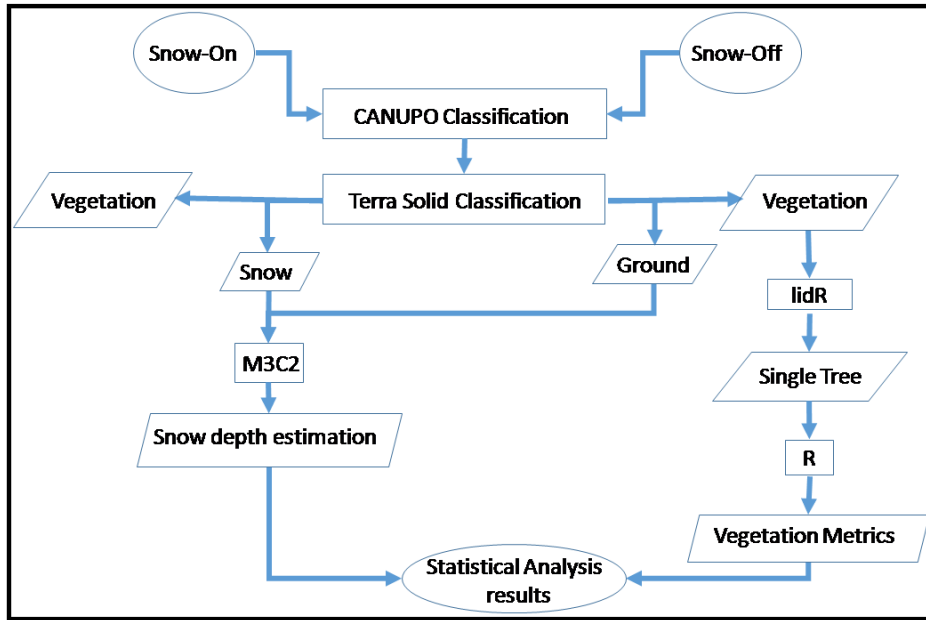 Snow-On
Snow-Off
CANUPO Classification
Vegetation
Terra Solid Classification
Vegetation
Snow
Ground
lidR
M3C2
Single Tree
Snow depth estimation
R
Vegetation Metrics
Statistical Analysis
results